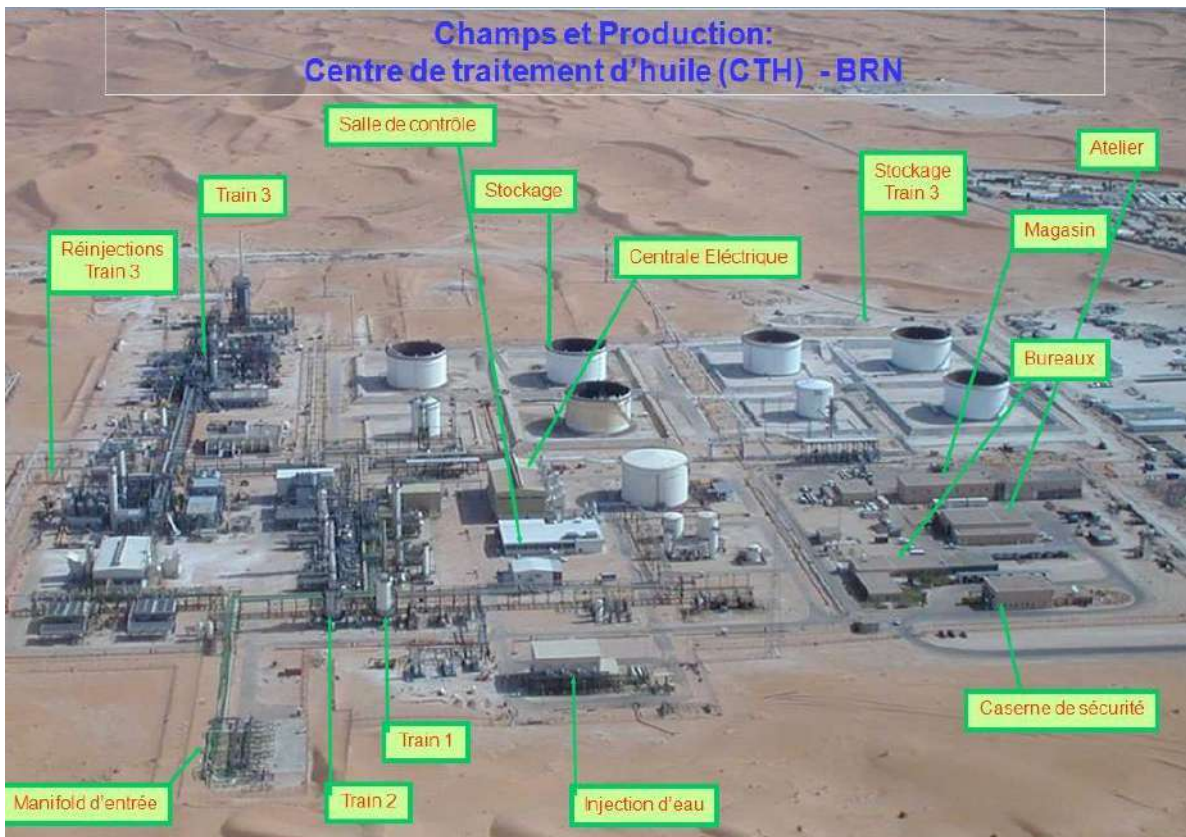 Champs et Production:
Centre de traitement d'huile (CTH) - BRN
Salle de contrôle
Atelier
Train 3
Stockage
Stockage
Train 3
Magasin
Réinjections
Train 3
Centrale Eléctrique
Bureaux
Caserne de sécurité
Train 1
Manifold d'entrée
Train 2
Injection d'eau